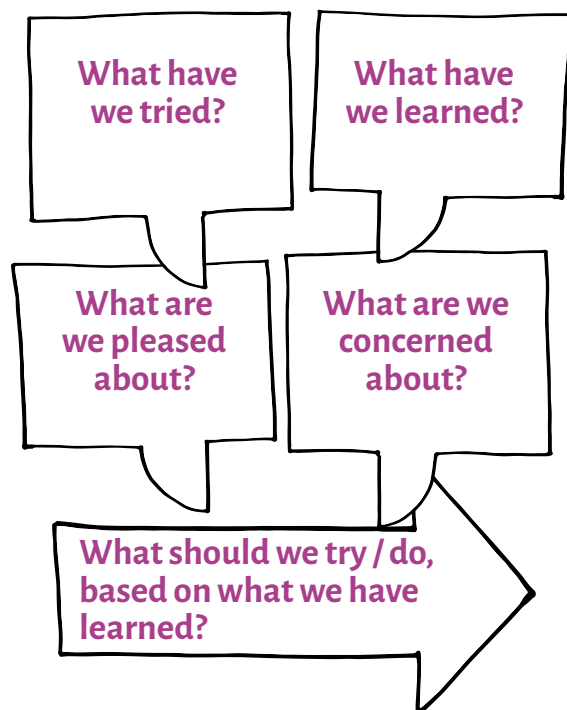 What have
we tried?
What have
we learned?
What are
we pleased
about?
What are we
concerned
about?
What should we try / do,
based on what we have
learned?